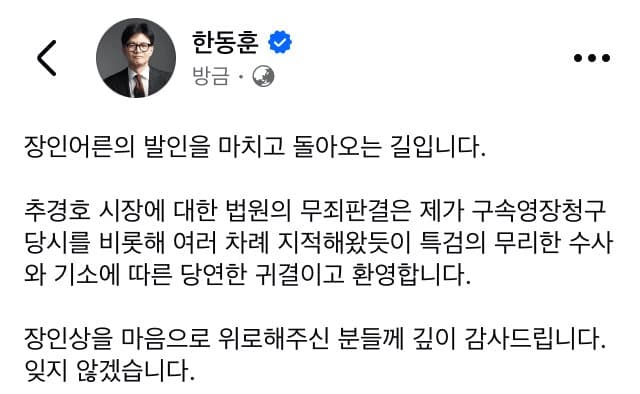 한동훈
방금 ·
장인어른의 발인을 마치고 돌아오는 길입니다.
추경호 시장에 대한 법원의 무죄판결은 제가 구속영장청구
당시를 비롯해 여러 차례 지적해왔듯이 특검의 무리한 수사
와 기소에 따른 당연한 귀결이고 환영합니다.
장인상을 마음으로 위로해주신 분들께 깊이 감사드립니다.
잊지 않겠습니다.